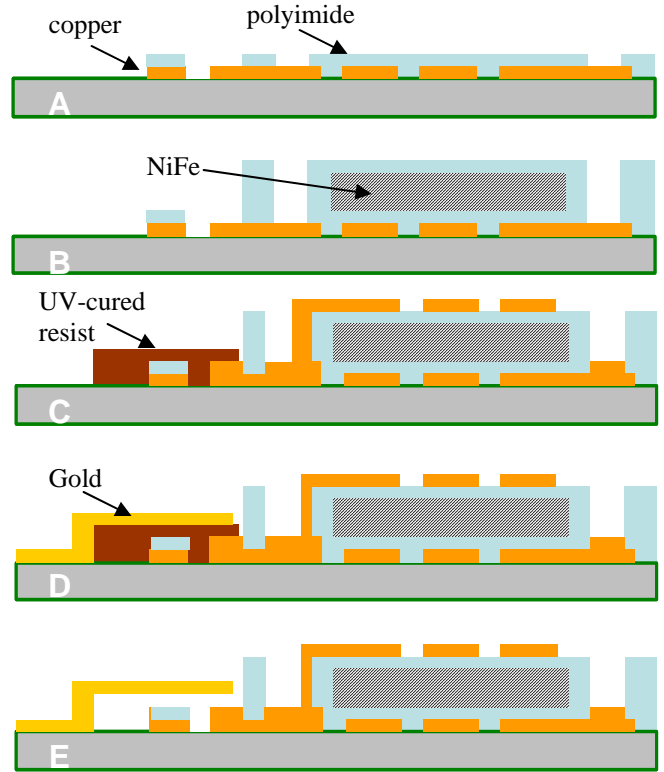 copper
polyimide
A
NiFe
B
UV-cured
resist
C
Gold
D
E